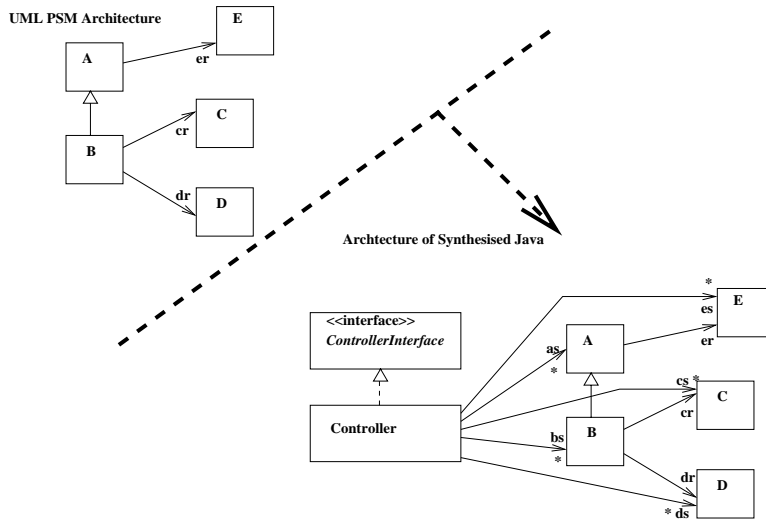 UML PSM Architecture
E
A
er
C
cr
B
dr
D
Archtecture of Synthesised Java
*
E
es
<<interface>>
ControllerInterface
A
as
er
*
cs *
C
cr
Controller
bs
B
*
dr
D
* ds